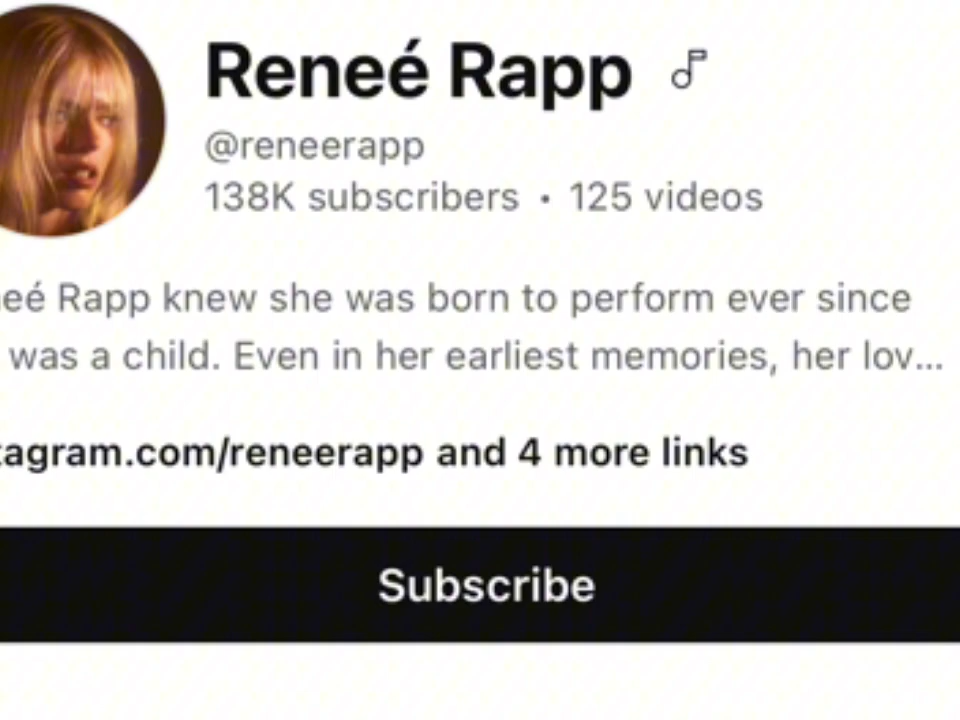 Reneé Rapp
@reneerapp
138K subscribers • 125 videos
eé Rapp knew she was born to perform ever since
was a child. Even in her earliest memories, her lov...
tagram.com/reneerapp and 4 more links
Subscribe